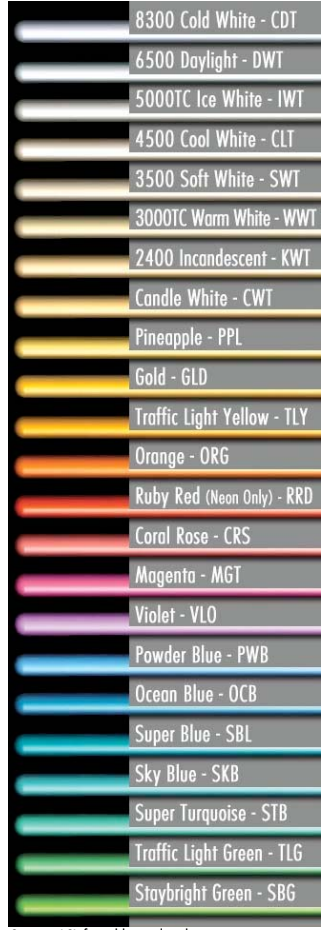 8300 Cold White - CDT
6500 Daylight - DWT
5000TC Ice White - IWT
4500 Cool White - CLT
3500 Soft White - SWT
3000TC Warm White - WWT
2400 Incandescent - KWT
Candle White - CWT
Pineapple - PPL
Gold - GLD
Traffic Light Yellow - TLY
Orange - ORG
Ruby Red (Neon Only) - RRD
Coral Rose - CRS
Magenta - MGT
Violet - VLO
Powder Blue - PWB
Ocean Blue - OCB
Super Blue - SBL
Sky Blue - SKB
Super Turquoise - STB
Traffic Light Green - TLG
Staybright Green - SBG